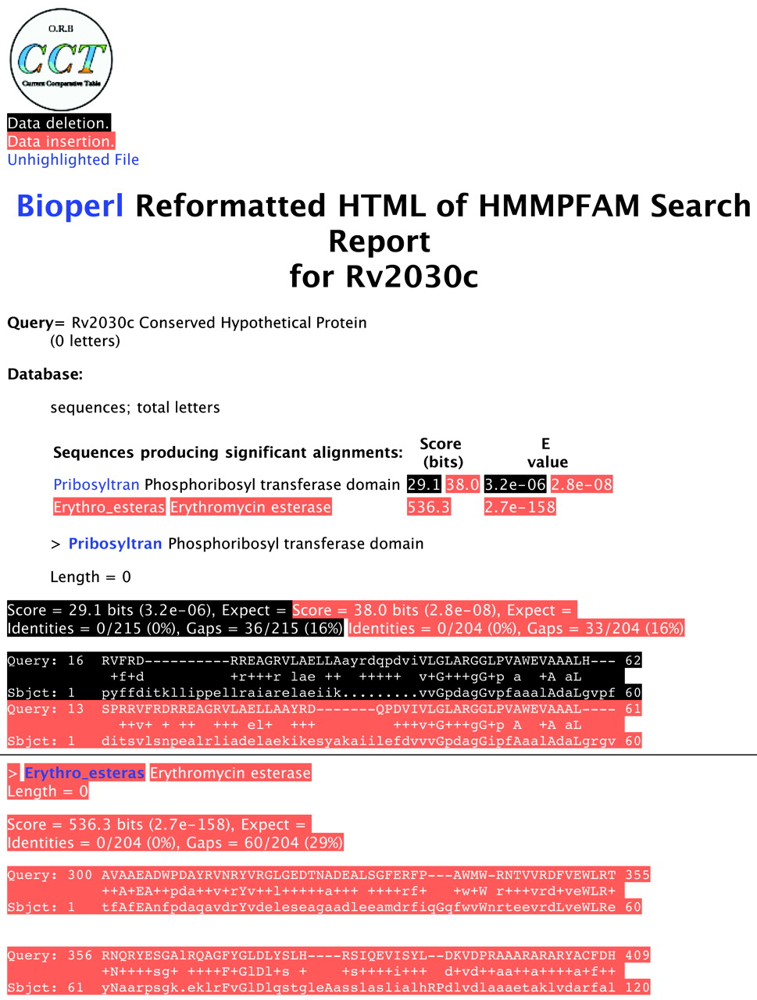 O.R.B
CCT
Current Comparative Table
Data deletion.
Data insertion.
Unhighlighted File
Bioperl Reformatted HTML of HMMPFAM Search
Report
for Rv2030c
Query= Rv2030c Conserved Hypothetical Protein
(0 letters)
Database:
sequences; total letters
Score E
Sequences producing significant alignments: (bits) value
Pribosyltran Phosphoribosyl transferase domain 29.1 38.0 3.2e-06 2.8e-08
Erythro_esteras Erythromycin esterase 536.3 2.7e-158
> Pribosyltran Phosphoribosyl transferase domain
Length = 0
Score = 29.1 bits (3.2e-06), Expect = Score = 38.0 bits (2.8e-08), Expect =
Identities = 0/215 (0%), Gaps = 36/215 (16%) Identities = 0/204 (0%), Gaps = 33/204 (16%)
Query: 16 RVFRD----------RREAGRVLAELLAayrdqpdviVLGLARGGLPVAWEVAAALH--- 62
+f+d +r+++r lae ++ +++++ v+G+++gG+p a +A aL
Sbjct: 1 pyffditkllippellraiarelaeiik.........vvGpdagGvpfaaalAdaLgvpf 60
Query: 13 SPRRVFRDRREAGRVLAELLAAYRD-------QPDVIVLGLARGGLPVAWEVAAAL---- 61
++v+ + ++ +++ el+ +++ +++v+G++gG+p A +A aL
Sbjct: 1 ditsvlsnpealrliadelaekikesyakaiilefdvvvGpdagGipfAaalAdaLgrgv 60
> Erythro_esteras Erythromycin esterase
Length = 0
Score = 536.3 bits (2.7e-158), Expect =
Identities = 0/204 (0%), Gaps = 60/204 (29%)
Query: 300 AVAAEADWPDAYRVNRYVRGLGEDTNADEALSGFERFP---AWMW-RNTVVRDFVEWLRT 355
++A+EA++pda++v+rYv++l+++++a+++ ++++rf+ +w+W r+++vrd+veWLR+
Sbjct: 1 tfAfEAnfpdaqavdrYvdeleseagaadleeamdrfiqGqfwvWnrteevrdLveWLRe 60
Query: 356 RNQRYESGAlRQAGFYGLDLYSLH----RSIQEVISYL--DKVDPRAAARARARYACFDH 409
+N++++sg+ ++++F+GlDl+s + +s++++i+++ d+vd++aa++a++++a+f++
Sbjct: 61 yNaarpsgk.eklrFvGlDlqstgleAasslaslialhRPdlvdlaaaetaklvdarfal 120